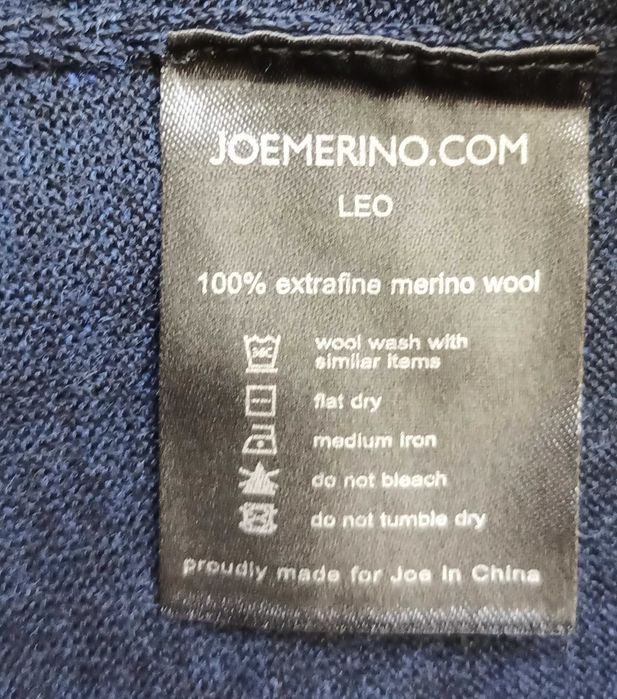 JOEMERINO.COM
LEO
100% extrafine merino wool
wool wash with
similar items
flat dry
medium iron
do not bleach
do not tumble dry
proudly made for Joe in China